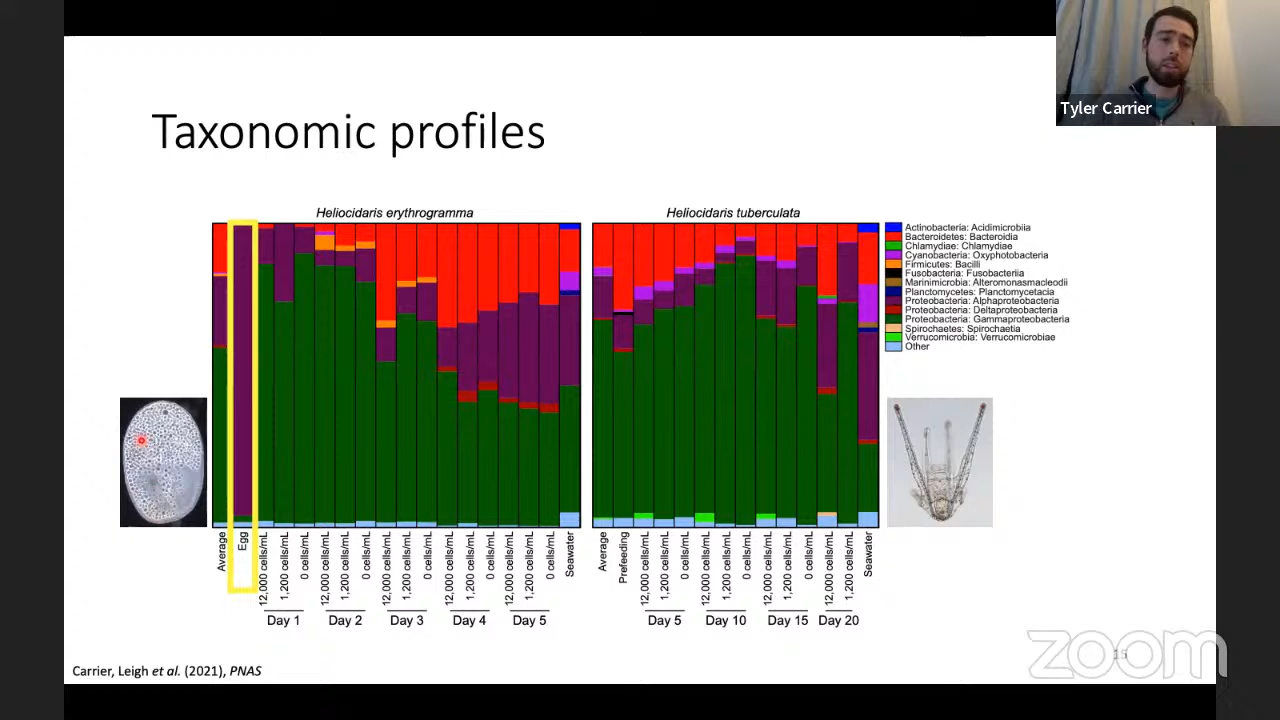 Tyler Carrier
Taxonomic profiles
Heliocidaris erythrogramma
Heliocidaris tuberculata
Actinobacteria: Acidimicrobiia
Bacteroidetes: Bacteroidia
Chlamydiae: Chlamydiae
Cyanobacteria: Oxyphotobacteria
Firmicutes: Bacilli
Fusobacteria: Fusobacteriia
Marinimicrobia: Alteromonasmacleodii
Planctomycetes: Planctomycetacia
Proteobacteria: Alphaproteobacteria
Proteobacteria: Deltaproteobacteria
Proteobacteria: Gammaproteobacteria
Spirochaetes: Spirochaetia
Verrucomicrobia: Verrucomicrobiae
Other
Average
Egg
12,000 cells/mL
1,200 cells/mL
0 cells/mL
12,000 cells/mL
1,200 cells/mL
0 cells/mL
12,000 cells/mL
1,200 cells/mL
0 cells/mL
12,000 cells/mL
1,200 cells/mL
0 cells/mL
12,000 cells/mL
1,200 cells/mL
0 cells/mL
Seawater
Day 1
Day 2
Day 3
Day 4
Day 5
Average
Prefeeding
12,000 cells/mL
1,200 cells/mL
0 cells/mL
12,000 cells/mL
1,200 cells/mL
0 cells/mL
12,000 cells/mL
1,200 cells/mL
0 cells/mL
12,000 cells/mL
1,200 cells/mL
Seawater
Day 5
Day 10
Day 15
Day 20
Carrier, Leigh et al. (2021), PNAS
15
zoom